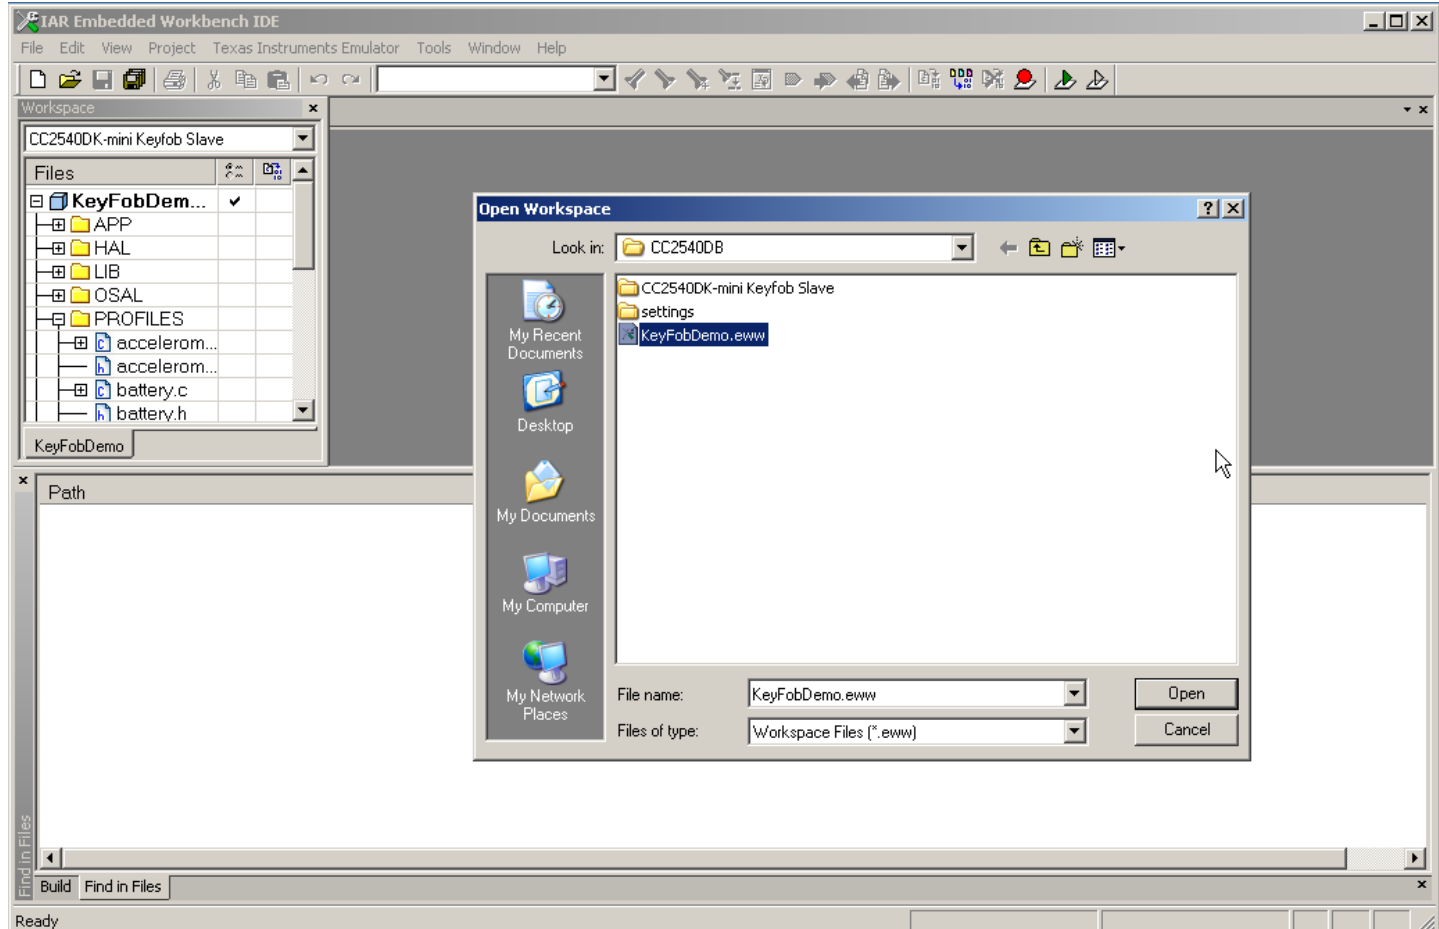 IAR Embedded Workbench IDE
File Edit View Project Texas Instruments Emulator Tools Window Help
Workspace
CC2540DK-mini Keyfob Slave
Files
KeyFobDem...
APP
HAL
LIB
OSAL
PROFILES
accelerom...
accelerom...
battery.c
battery.h
KeyFobDemo
Open Workspace
Look in: CC2540DB
My Recent
Documents
Desktop
My Documents
My Computer
My Network
Places
CC2540DK-mini Keyfob Slave
settings
KeyFobDemo.eww
File name: KeyFobDemo.eww Open
Files of type: Workspace Files (*.eww) Cancel
Path
Find in Files
Build Find in Files
Ready